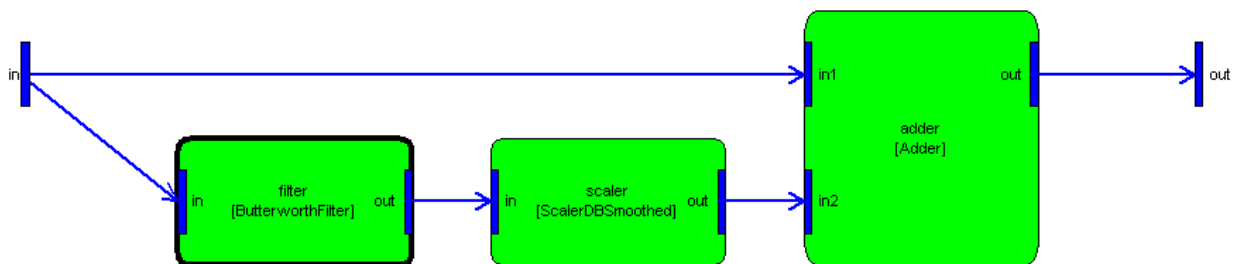 in
in1
out
out
adder
[Adder]
in2
filter
in
out
[ButterworthFilter]
scaler
in
out
[ScalerDBSmoothed]